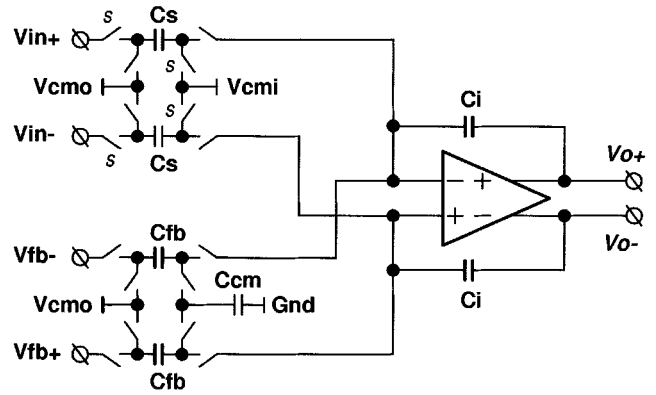 s
Cs
Vin+
s
Vcmo
Vcmi
s
Vin-
s
Cs
Ci
Vo+
− +
+ −
Vo-
Cfb
Vfb-
Ccm
Vcmo
Gnd
Ci
Vfb+
Cfb